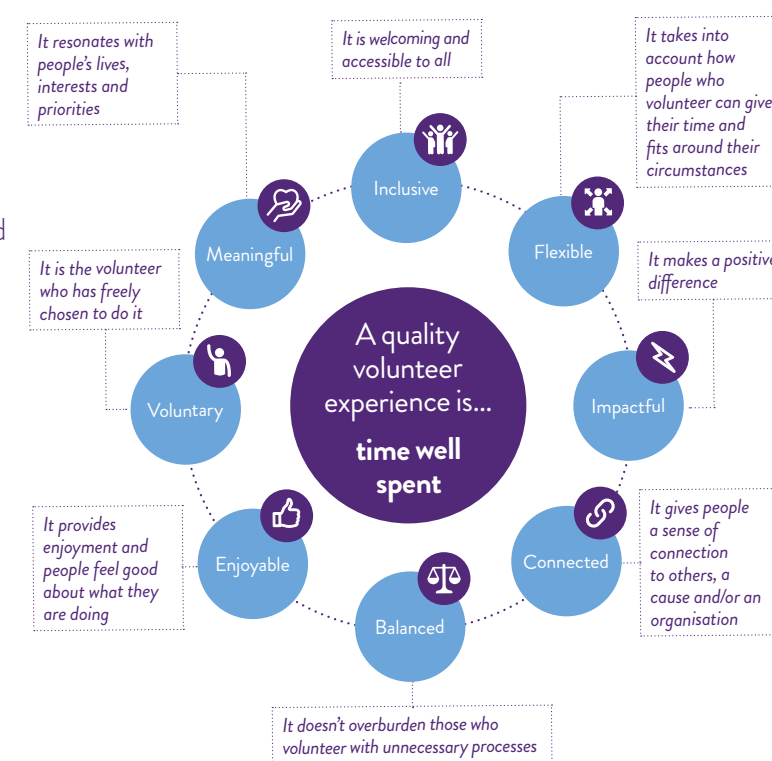 It resonates with
people's lives,
interests and
priorities
It is welcoming and
accessible to all
It takes into
account how
people who
volunteer can give
their time and
fits around their
circumstances
Inclusive
Meaningful
Flexible
It is the volunteer
who has freely
chosen to do it
It makes a positive
difference
A quality
volunteer
experience is...
time well
spent
Voluntary
Impactful
It provides
enjoyment and
people feel good
about what they
are doing
Enjoyable
Connected
It gives people
a sense of
connection
to others, a
cause and/or an
organisation
Balanced
It doesn't overburden those who
volunteer with unnecessary processes